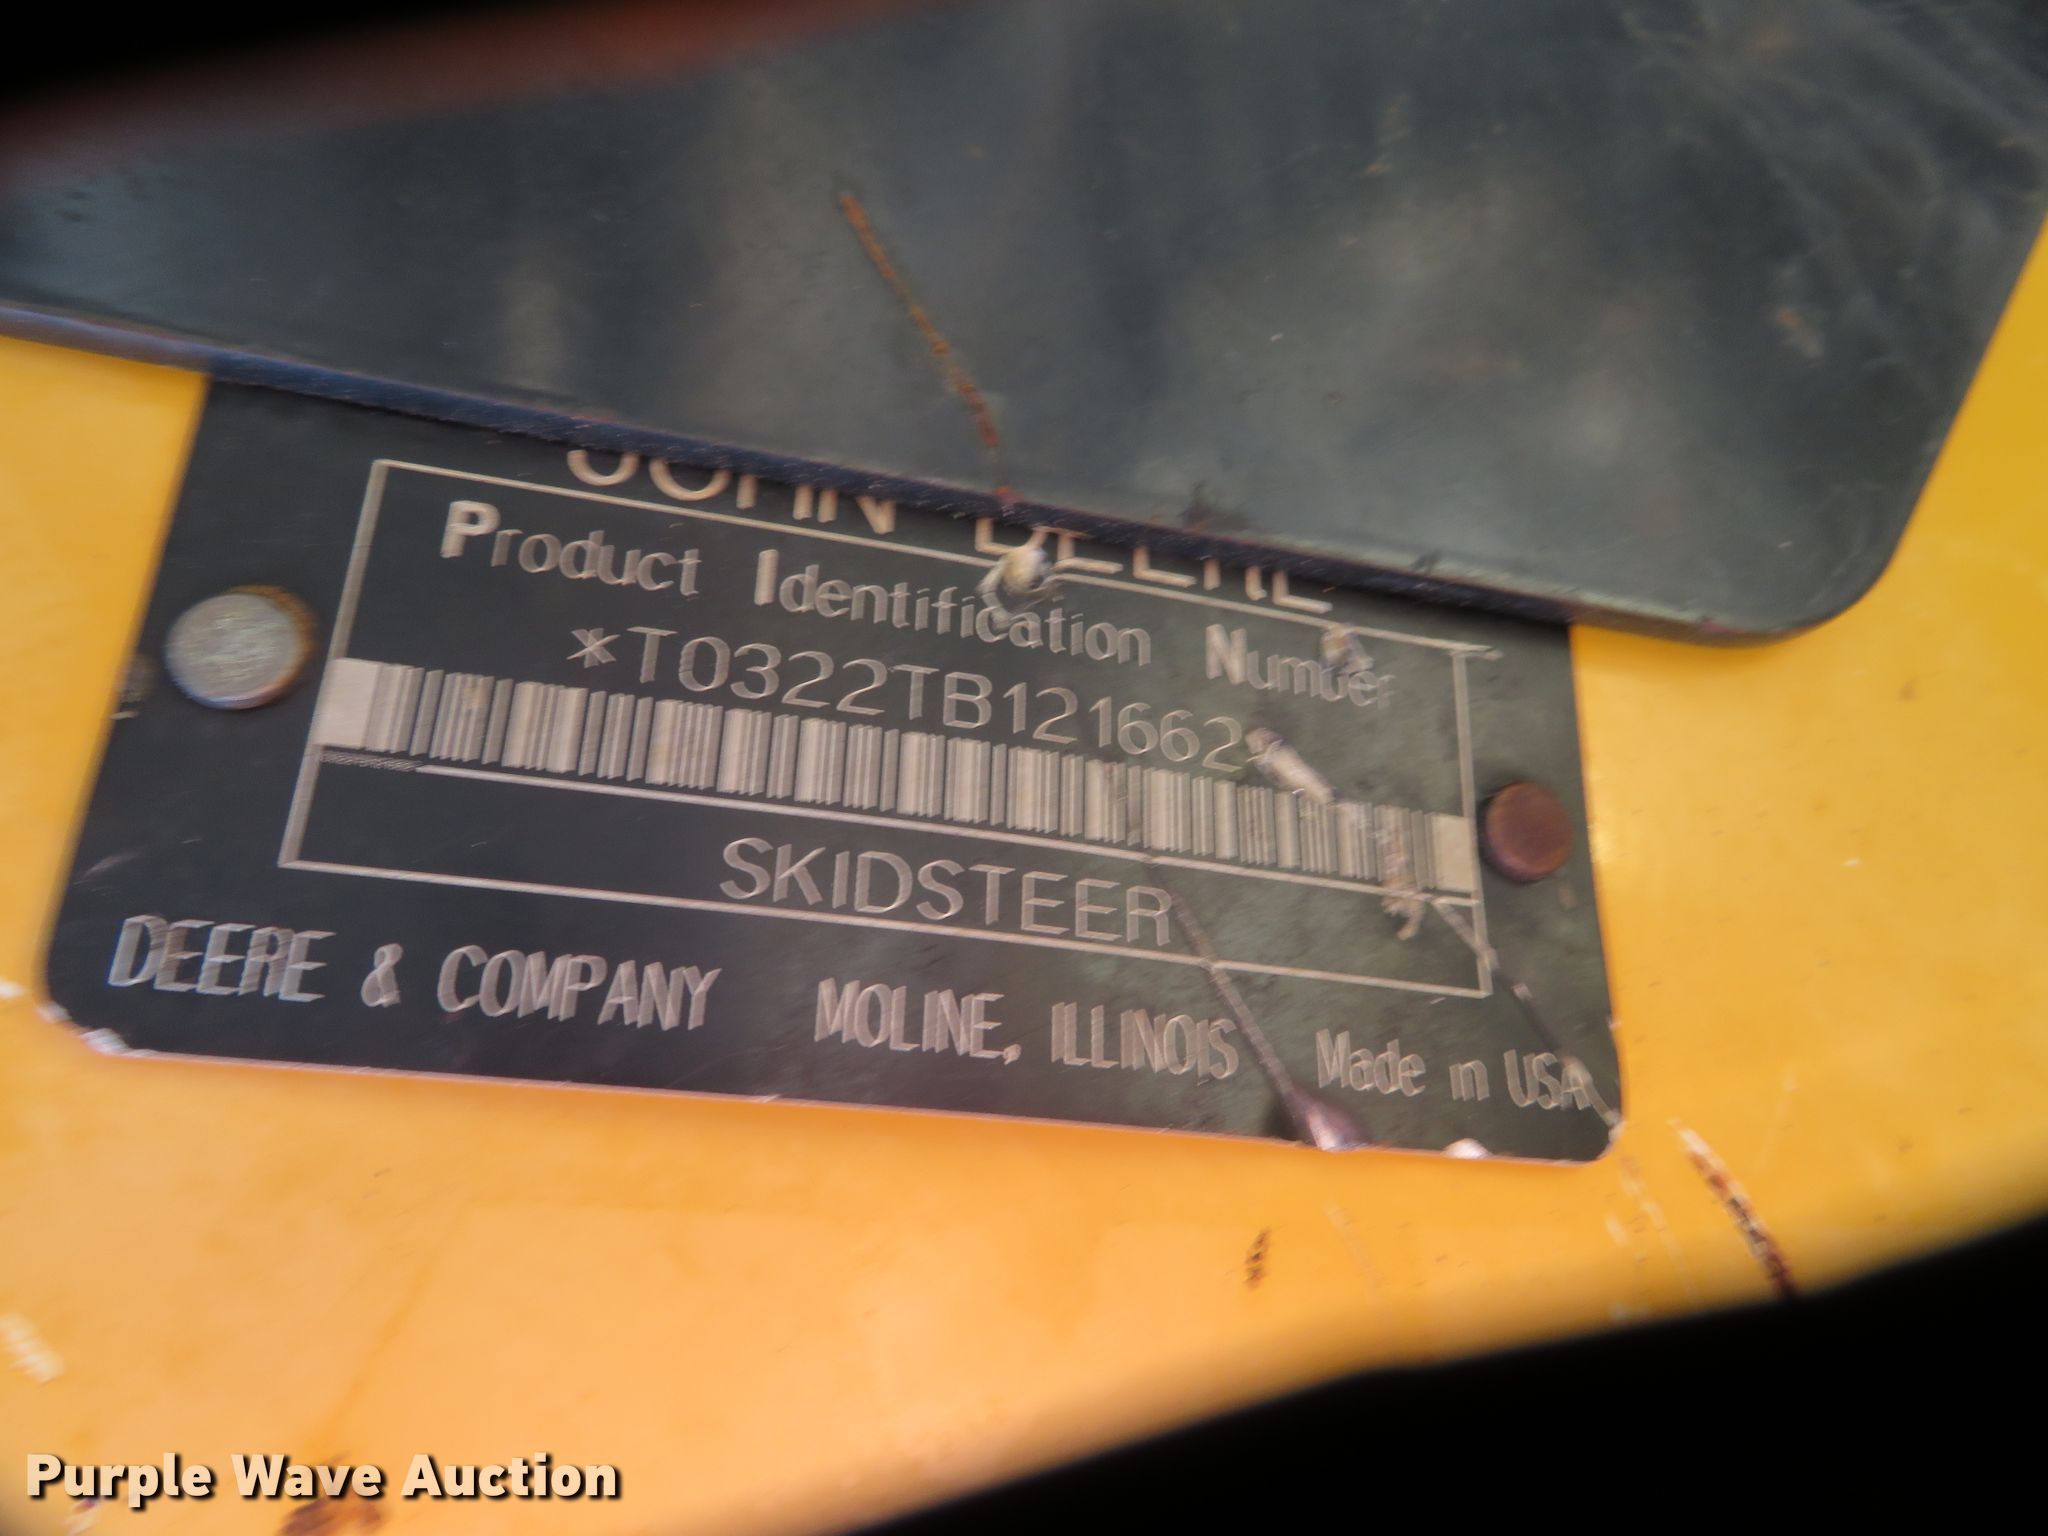 JOHN DEERE
Product Identification Number
*T0322TB121662*
SKIDSTEER
DEERE & COMPANY MOLINE, ILLINOIS Made in USA
Purple Wave Auction